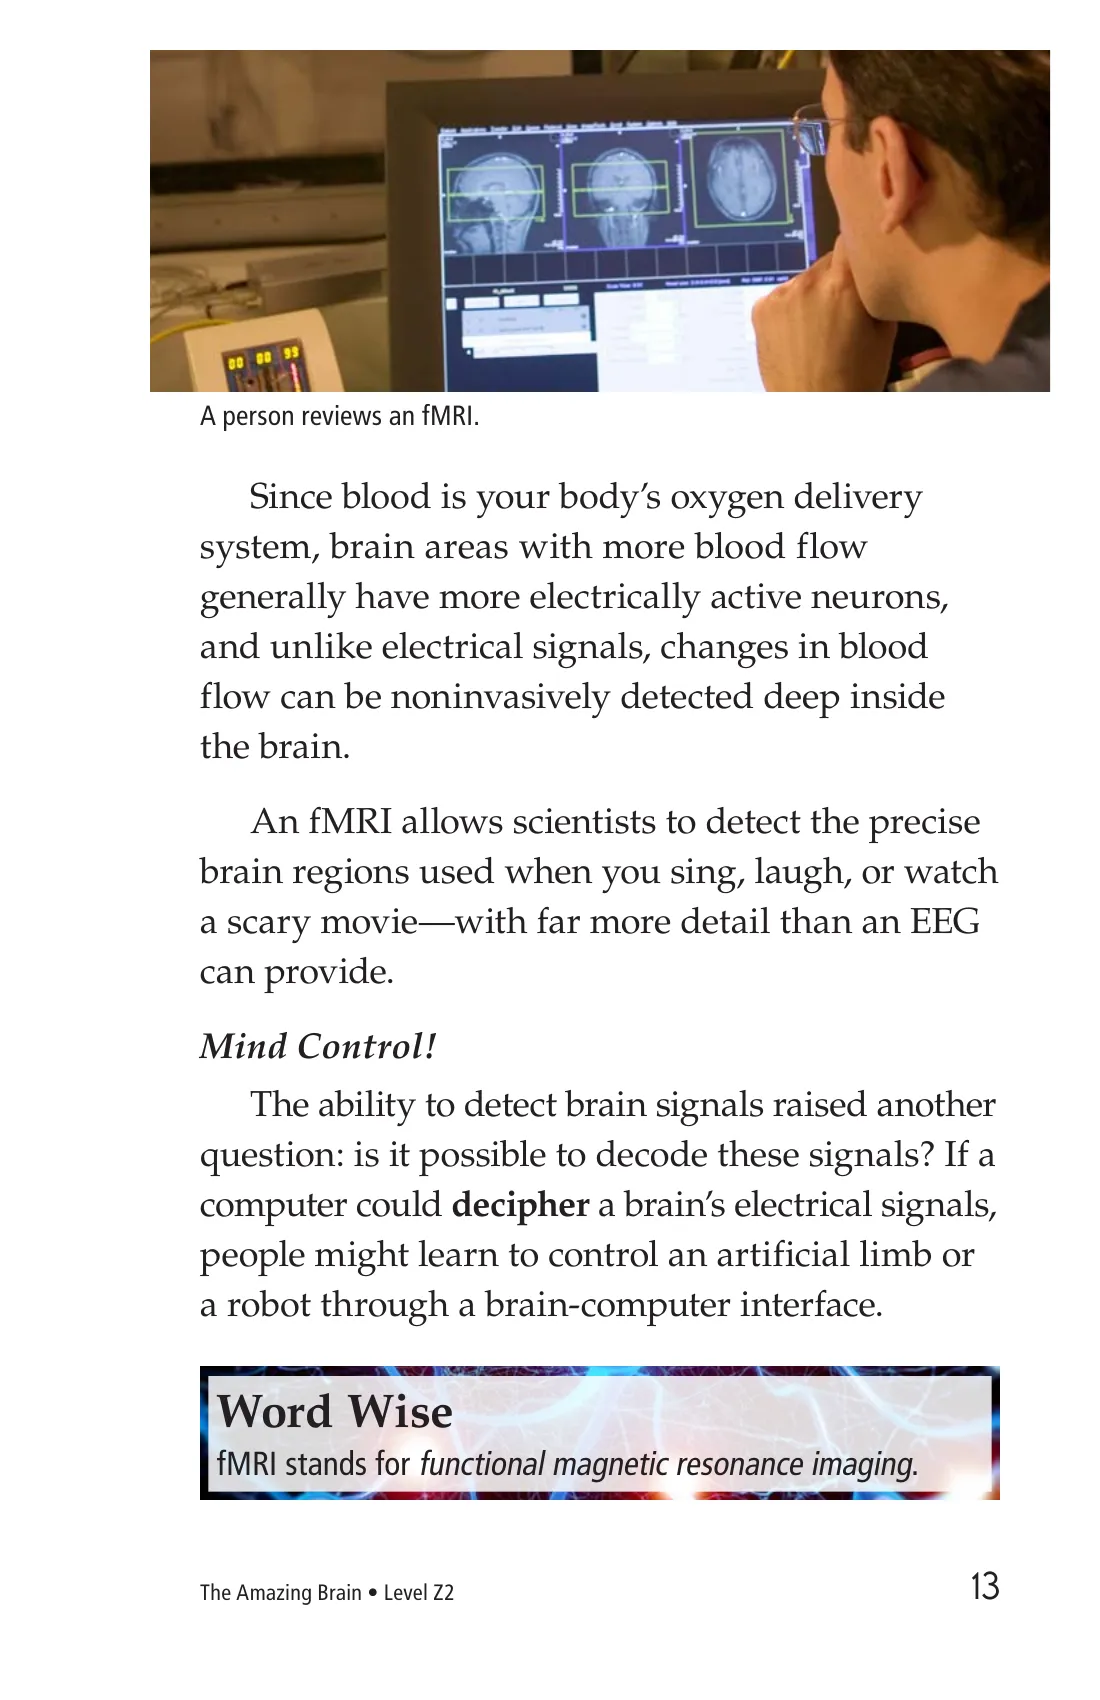 00 00 99
A person reviews an fMRI.
Since blood is your body’s oxygen delivery
system, brain areas with more blood flow
generally have more electrically active neurons,
and unlike electrical signals, changes in blood
flow can be noninvasively detected deep inside
the brain.
An fMRI allows scientists to detect the precise
brain regions used when you sing, laugh, or watch
a scary movie—with far more detail than an EEG
can provide.
Mind Control!
The ability to detect brain signals raised another
question: is it possible to decode these signals? If a
computer could decipher a brain’s electrical signals,
people might learn to control an artificial limb or
a robot through a brain-computer interface.
Word Wise
fMRI stands for functional magnetic resonance imaging.
The Amazing Brain • Level Z2
13